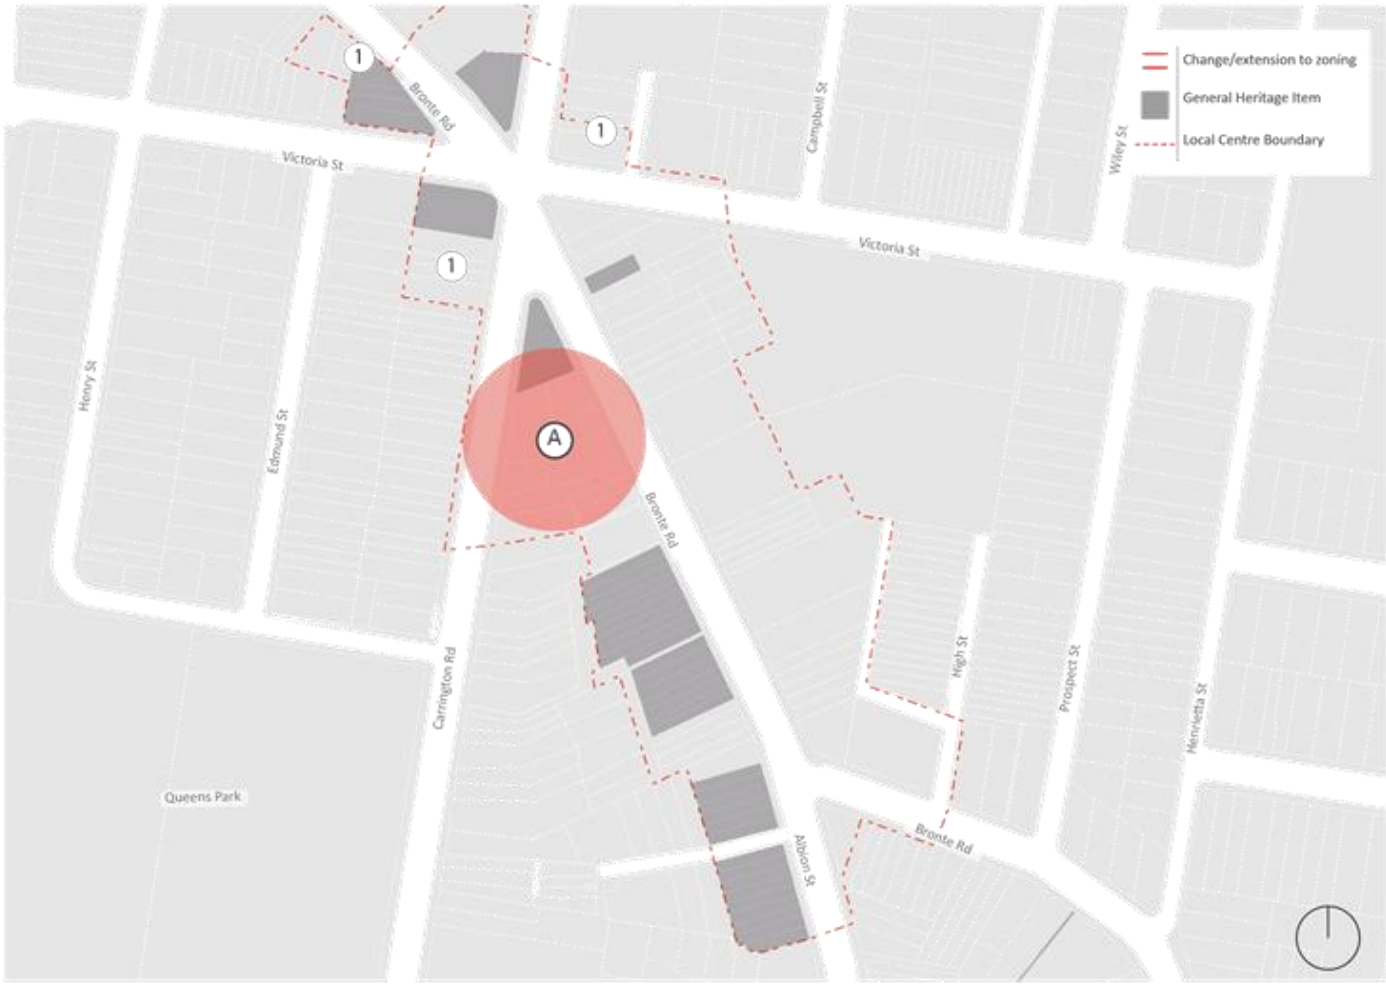 Change/extension to zoning
General Heritage Item
Local Centre Boundary
1
Bronte Rd
1
Campbell St
Wiley St
Victoria St
Victoria St
1
Henry St
Edmund St
A
Bronte Rd
Carrington Rd
High St
Prospect St
Henrietta St
Queens Park
Bronte Rd
Albion St